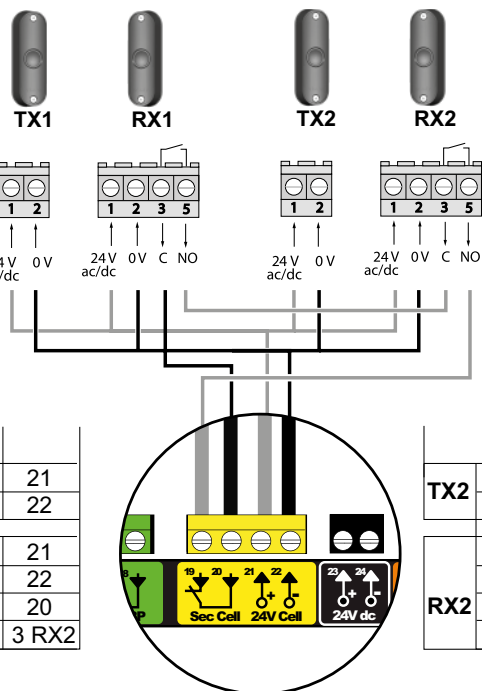 TX1 RX1 TX2 RX2
1 2 1 2 3 5 1 2 1 2 3 5
V 0 V 24 V 0 V C NO 24 V 0 V 24 V 0 V C NO
/dc ac/dc ac/dc ac/dc
21
22
21
22
20
3 RX2
TX2
RX2
19 20 21 22 23 24
+ - + -
Sec Cell 24V Cell 24V dc